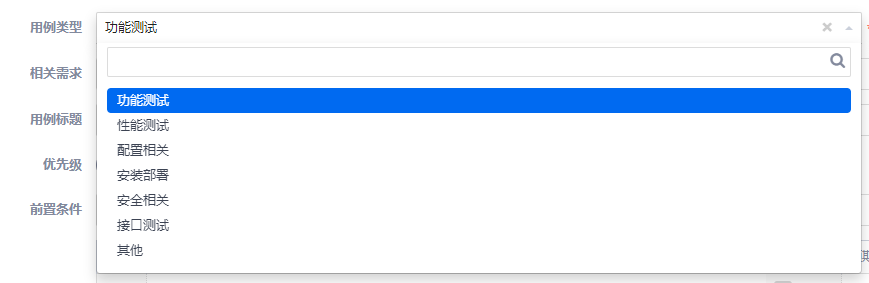 用例类型 功能测试
相关需求
功能测试
用例标题
性能测试
配置相关
优先级
安装部署
安全相关
前置条件
接口测试
其他